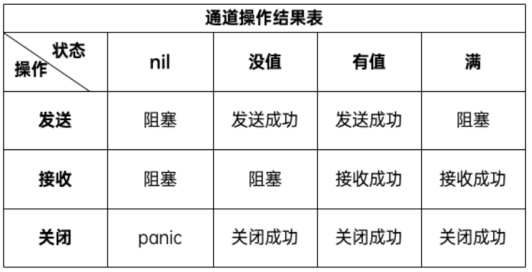 通道操作结果表
状态
操作
nil 没值 有值 满
发送 阻塞 发送成功 发送成功 阻塞
接收 阻塞 阻塞 接收成功 接收成功
关闭 panic 关闭成功 关闭成功 关闭成功